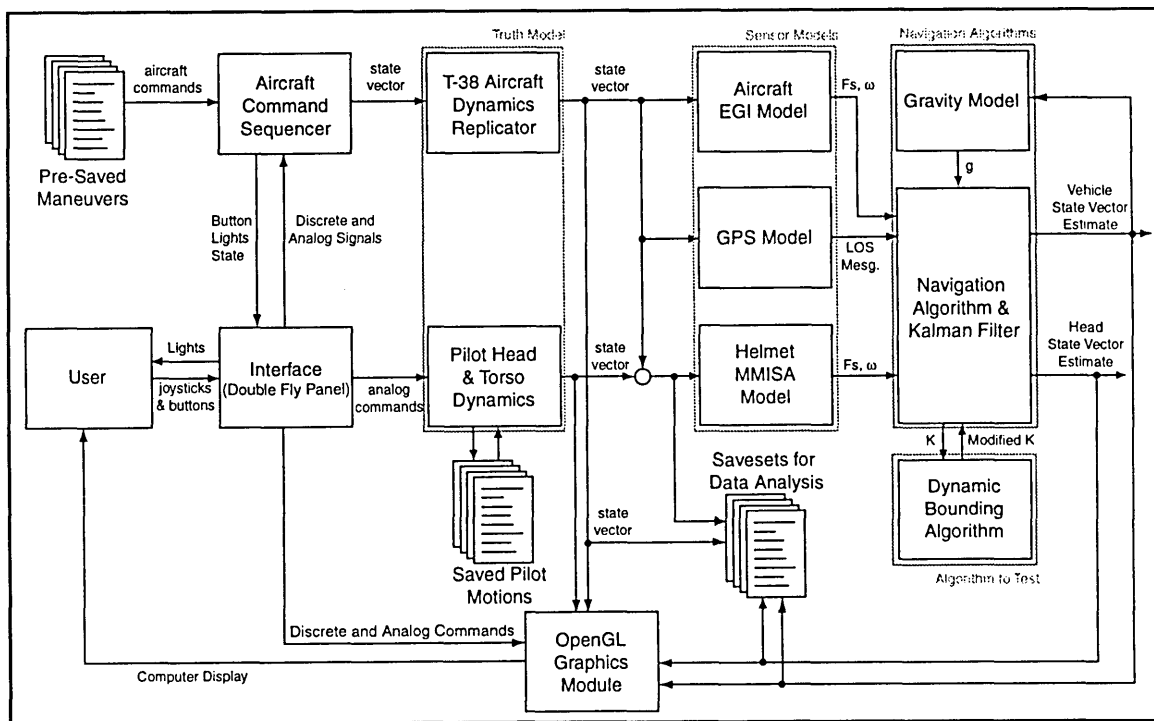 Truth Model
Sensor Models
Navigation Algorithms
aircraft
commands
Aircraft
Command
Sequencer
state
vector
T-38 Aircraft
Dynamics
Replicator
state
vector
Aircraft
EGI Model
Fs, ω
Gravity Model
g
Pre-Saved
Maneuvers
Button
Lights
State
Discrete and
Analog Signals
GPS Model
LOS
Mesg.
Vehicle
State Vector
Estimate
Navigation
Algorithm &
Kalman Filter
User
Lights
joysticks
& buttons
Interface
(Double Fly Panel)
analog
commands
Pilot Head
& Torso
Dynamics
state
vector
Helmet
MMISA
Model
Fs, ω
Head
State Vector
Estimate
K
Modified K
Savesets for
Data Analysis
Dynamic
Bounding
Algorithm
Algorithm to Test
state
vector
Saved Pilot
Motions
Discrete and Analog Commands
OpenGL
Graphics
Module
Computer Display